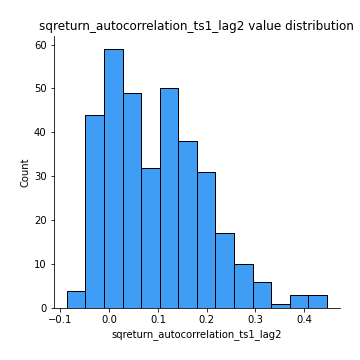 sqreturn_autocorrelation_ts1_lag2 value distribution
60
50
40
30
20
10
0
Count
−0.1 0.0 0.1 0.2 0.3 0.4
sqreturn_autocorrelation_ts1_lag2